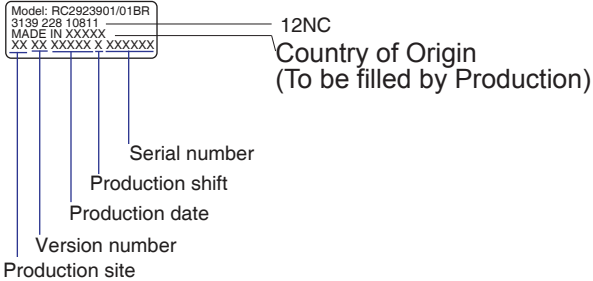 Model: RC2923901/01BR
3139 228 10811
MADE IN XXXXX
XX XX XXXXX X XXXXXX
12NC
Country of Origin
(To be filled by Production)
Serial number
Production shift
Production date
Version number
Production site